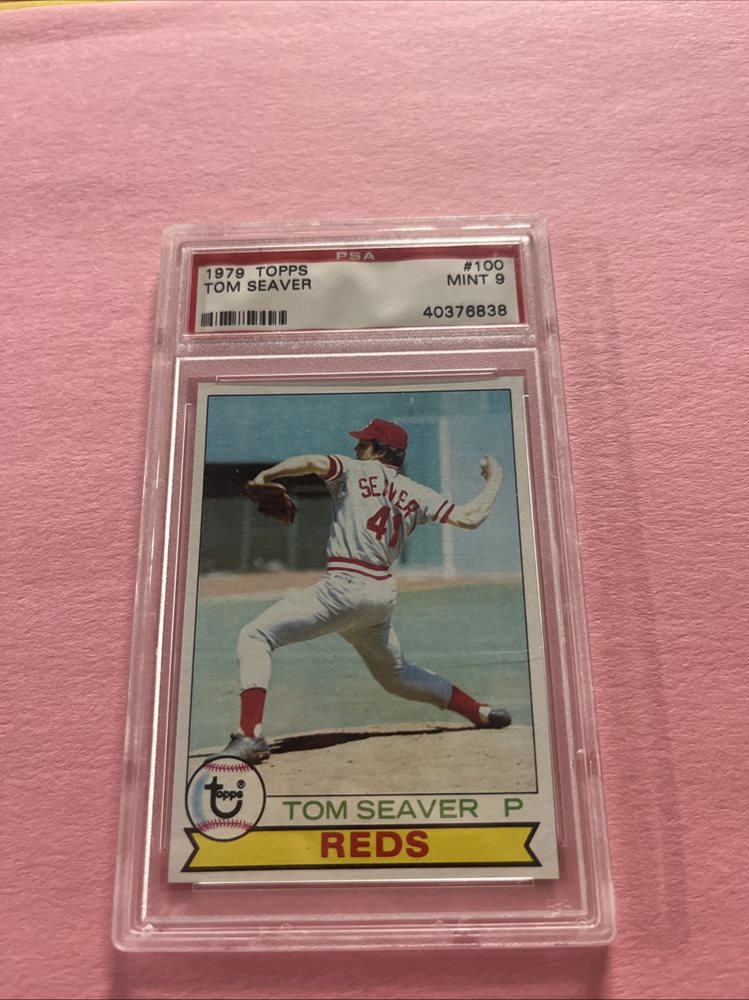 PSA
1979 TOPPS #100
TOM SEAVER MINT 9
40376838
SEAVER
41
topps®
TOM SEAVER P
REDS